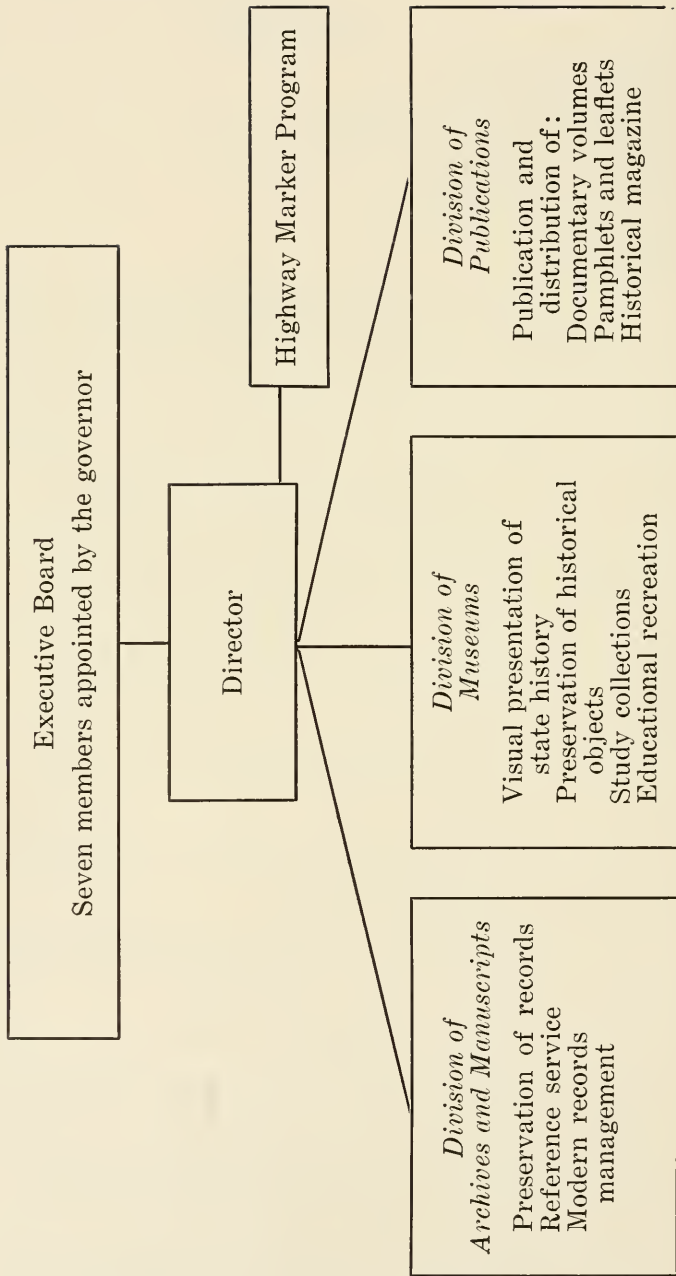 Executive Board
Seven members appointed by the governor
Director
Highway Marker Program
Division of
Archives and Manuscripts
Preservation of records
Reference service
Modern records
management
Division of
Museums
Visual presentation of
state history
Preservation of historical
objects
Study collections
Educational recreation
Division of
Publications
Publication and
distribution of:
Documentary volumes
Pamphlets and leaflets
Historical magazine